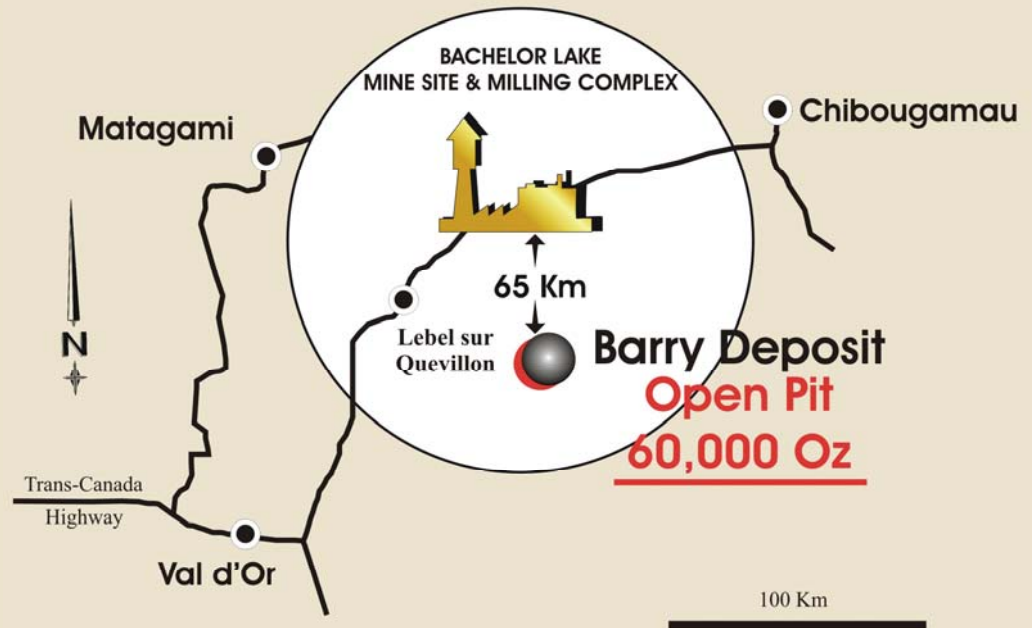 BACHELOR LAKE
MINE SITE & MILLING COMPLEX
Matagami
Chibougamau
65 Km
N
Lebel sur
Quevillon
Barry Deposit
Open Pit
60,000 Oz
Trans-Canada
Highway
Val d'Or
100 Km